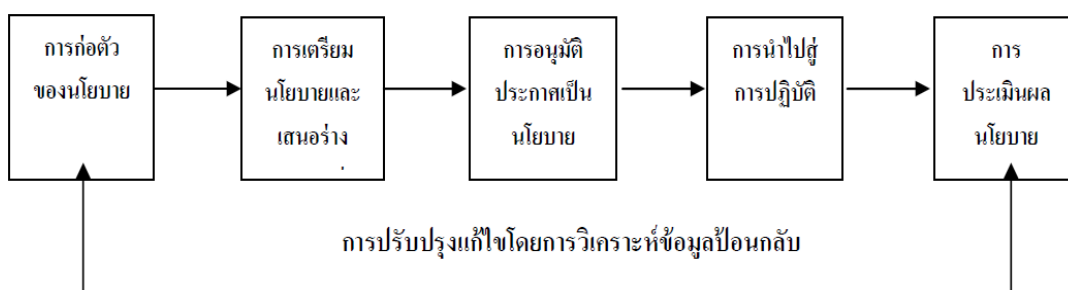 การก่อตัว
ของนโยบาย
การเตรียม
นโยบายและ
เสนอร่าง
การอนุมัติ
ประกาศเป็น
นโยบาย
การนำไปสู่
การปฏิบัติ
การ
ประเมินผล
นโยบาย
การปรับปรุงแก้ไขโดยการวิเคราะห์ข้อมูลป้อนกลับ